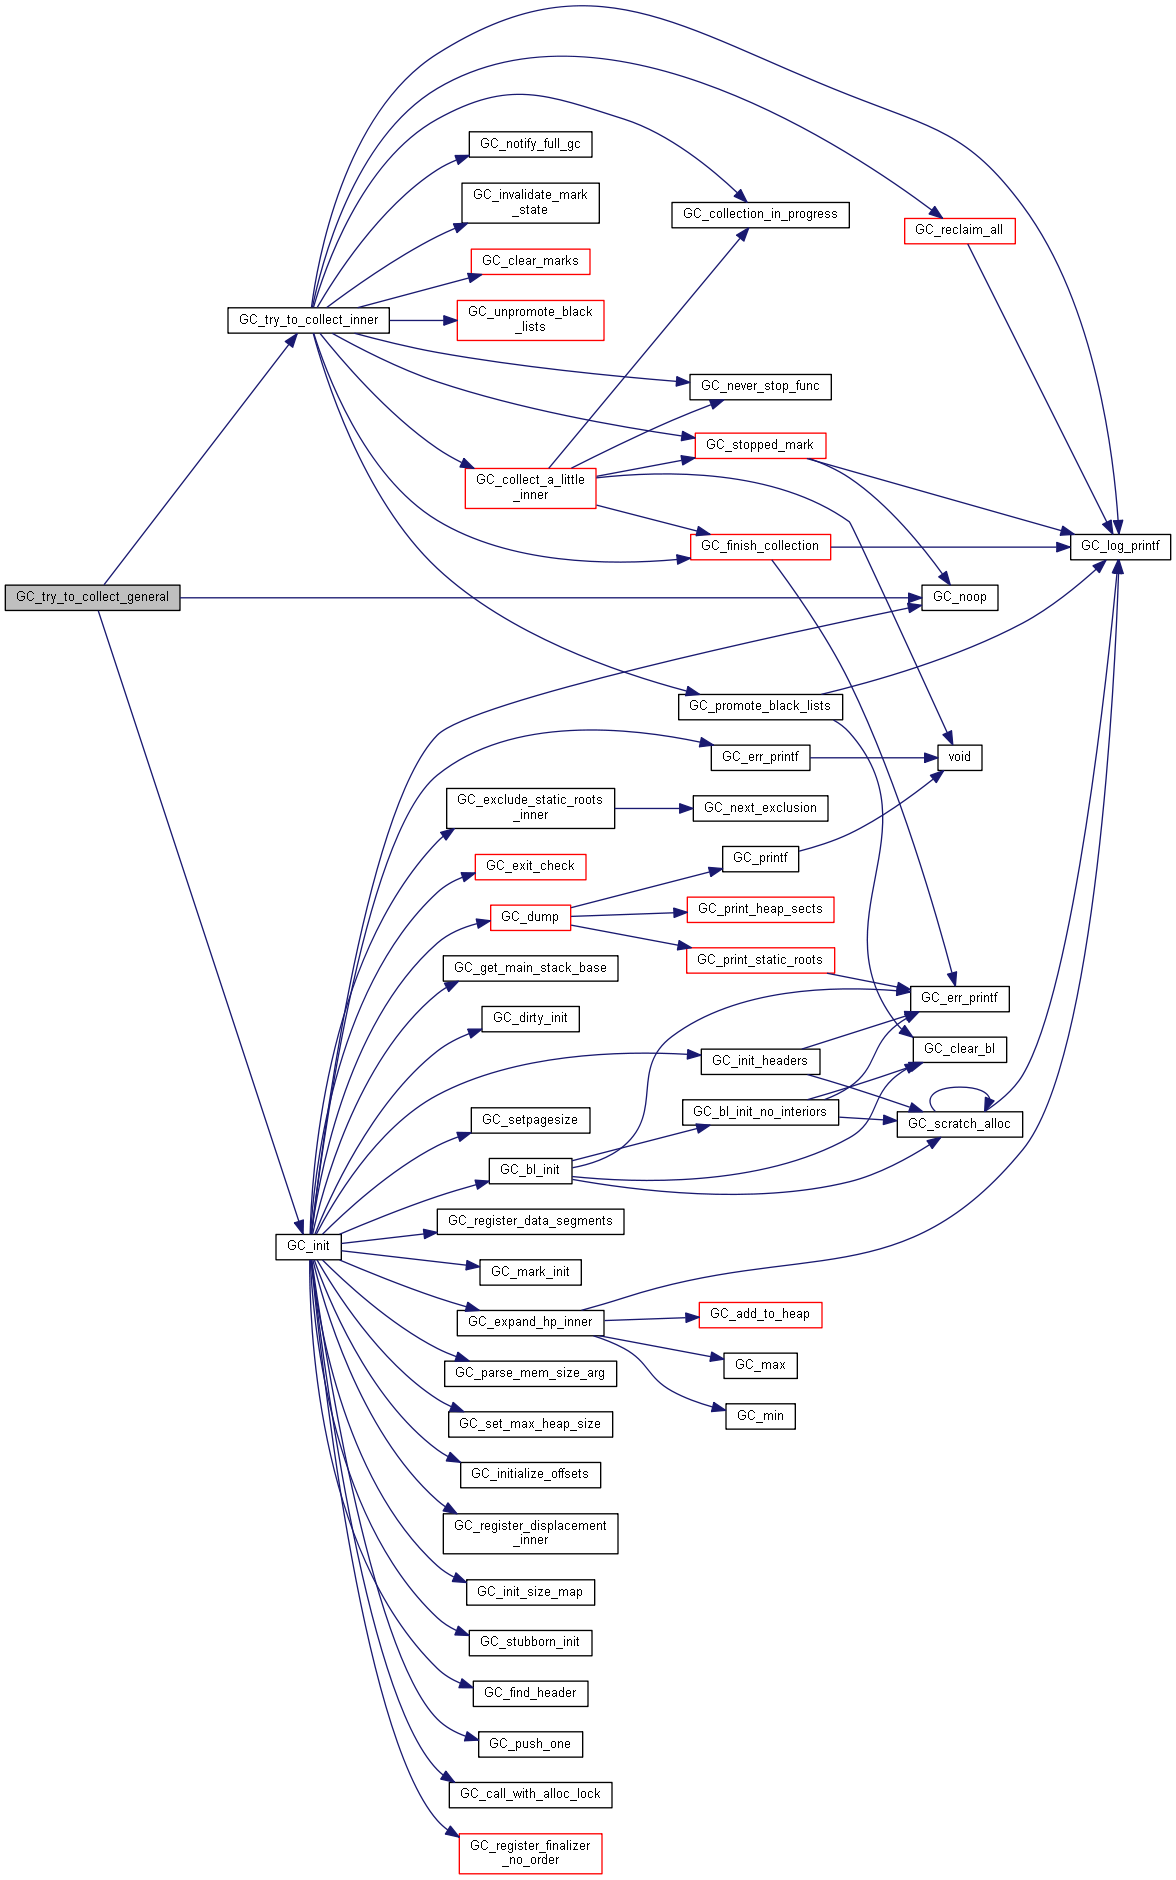 GC_notify_full_gc
GC_invalidate_mark
_state
GC_collection_in_progress
GC_reclaim_all
GC_clear_marks
GC_unpromote_black
_lists
GC_try_to_collect_inner
GC_never_stop_func
GC_stopped_mark
GC_collect_a_little
_inner
GC_finish_collection
GC_log_printf
GC_try_to_collect_general
GC_noop
GC_promote_black_lists
GC_err_printf
void
GC_exclude_static_roots
_inner
GC_next_exclusion
GC_exit_check
GC_printf
GC_dump
GC_print_heap_sects
GC_print_static_roots
GC_get_main_stack_base
GC_err_printf
GC_dirty_init
GC_clear_bl
GC_init_headers
GC_setpagesize
GC_bl_init_no_interiors
GC_scratch_alloc
GC_bl_init
GC_register_data_segments
GC_init
GC_mark_init
GC_expand_hp_inner
GC_add_to_heap
GC_max
GC_parse_mem_size_arg
GC_min
GC_set_max_heap_size
GC_initialize_offsets
GC_register_displacement
_inner
GC_init_size_map
GC_stubborn_init
GC_find_header
GC_push_one
GC_call_with_alloc_lock
GC_register_finalizer
_no_order